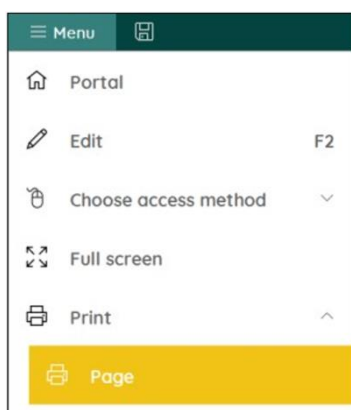 Menu
Portal
Edit F2
Choose access method
Full screen
Print
Page